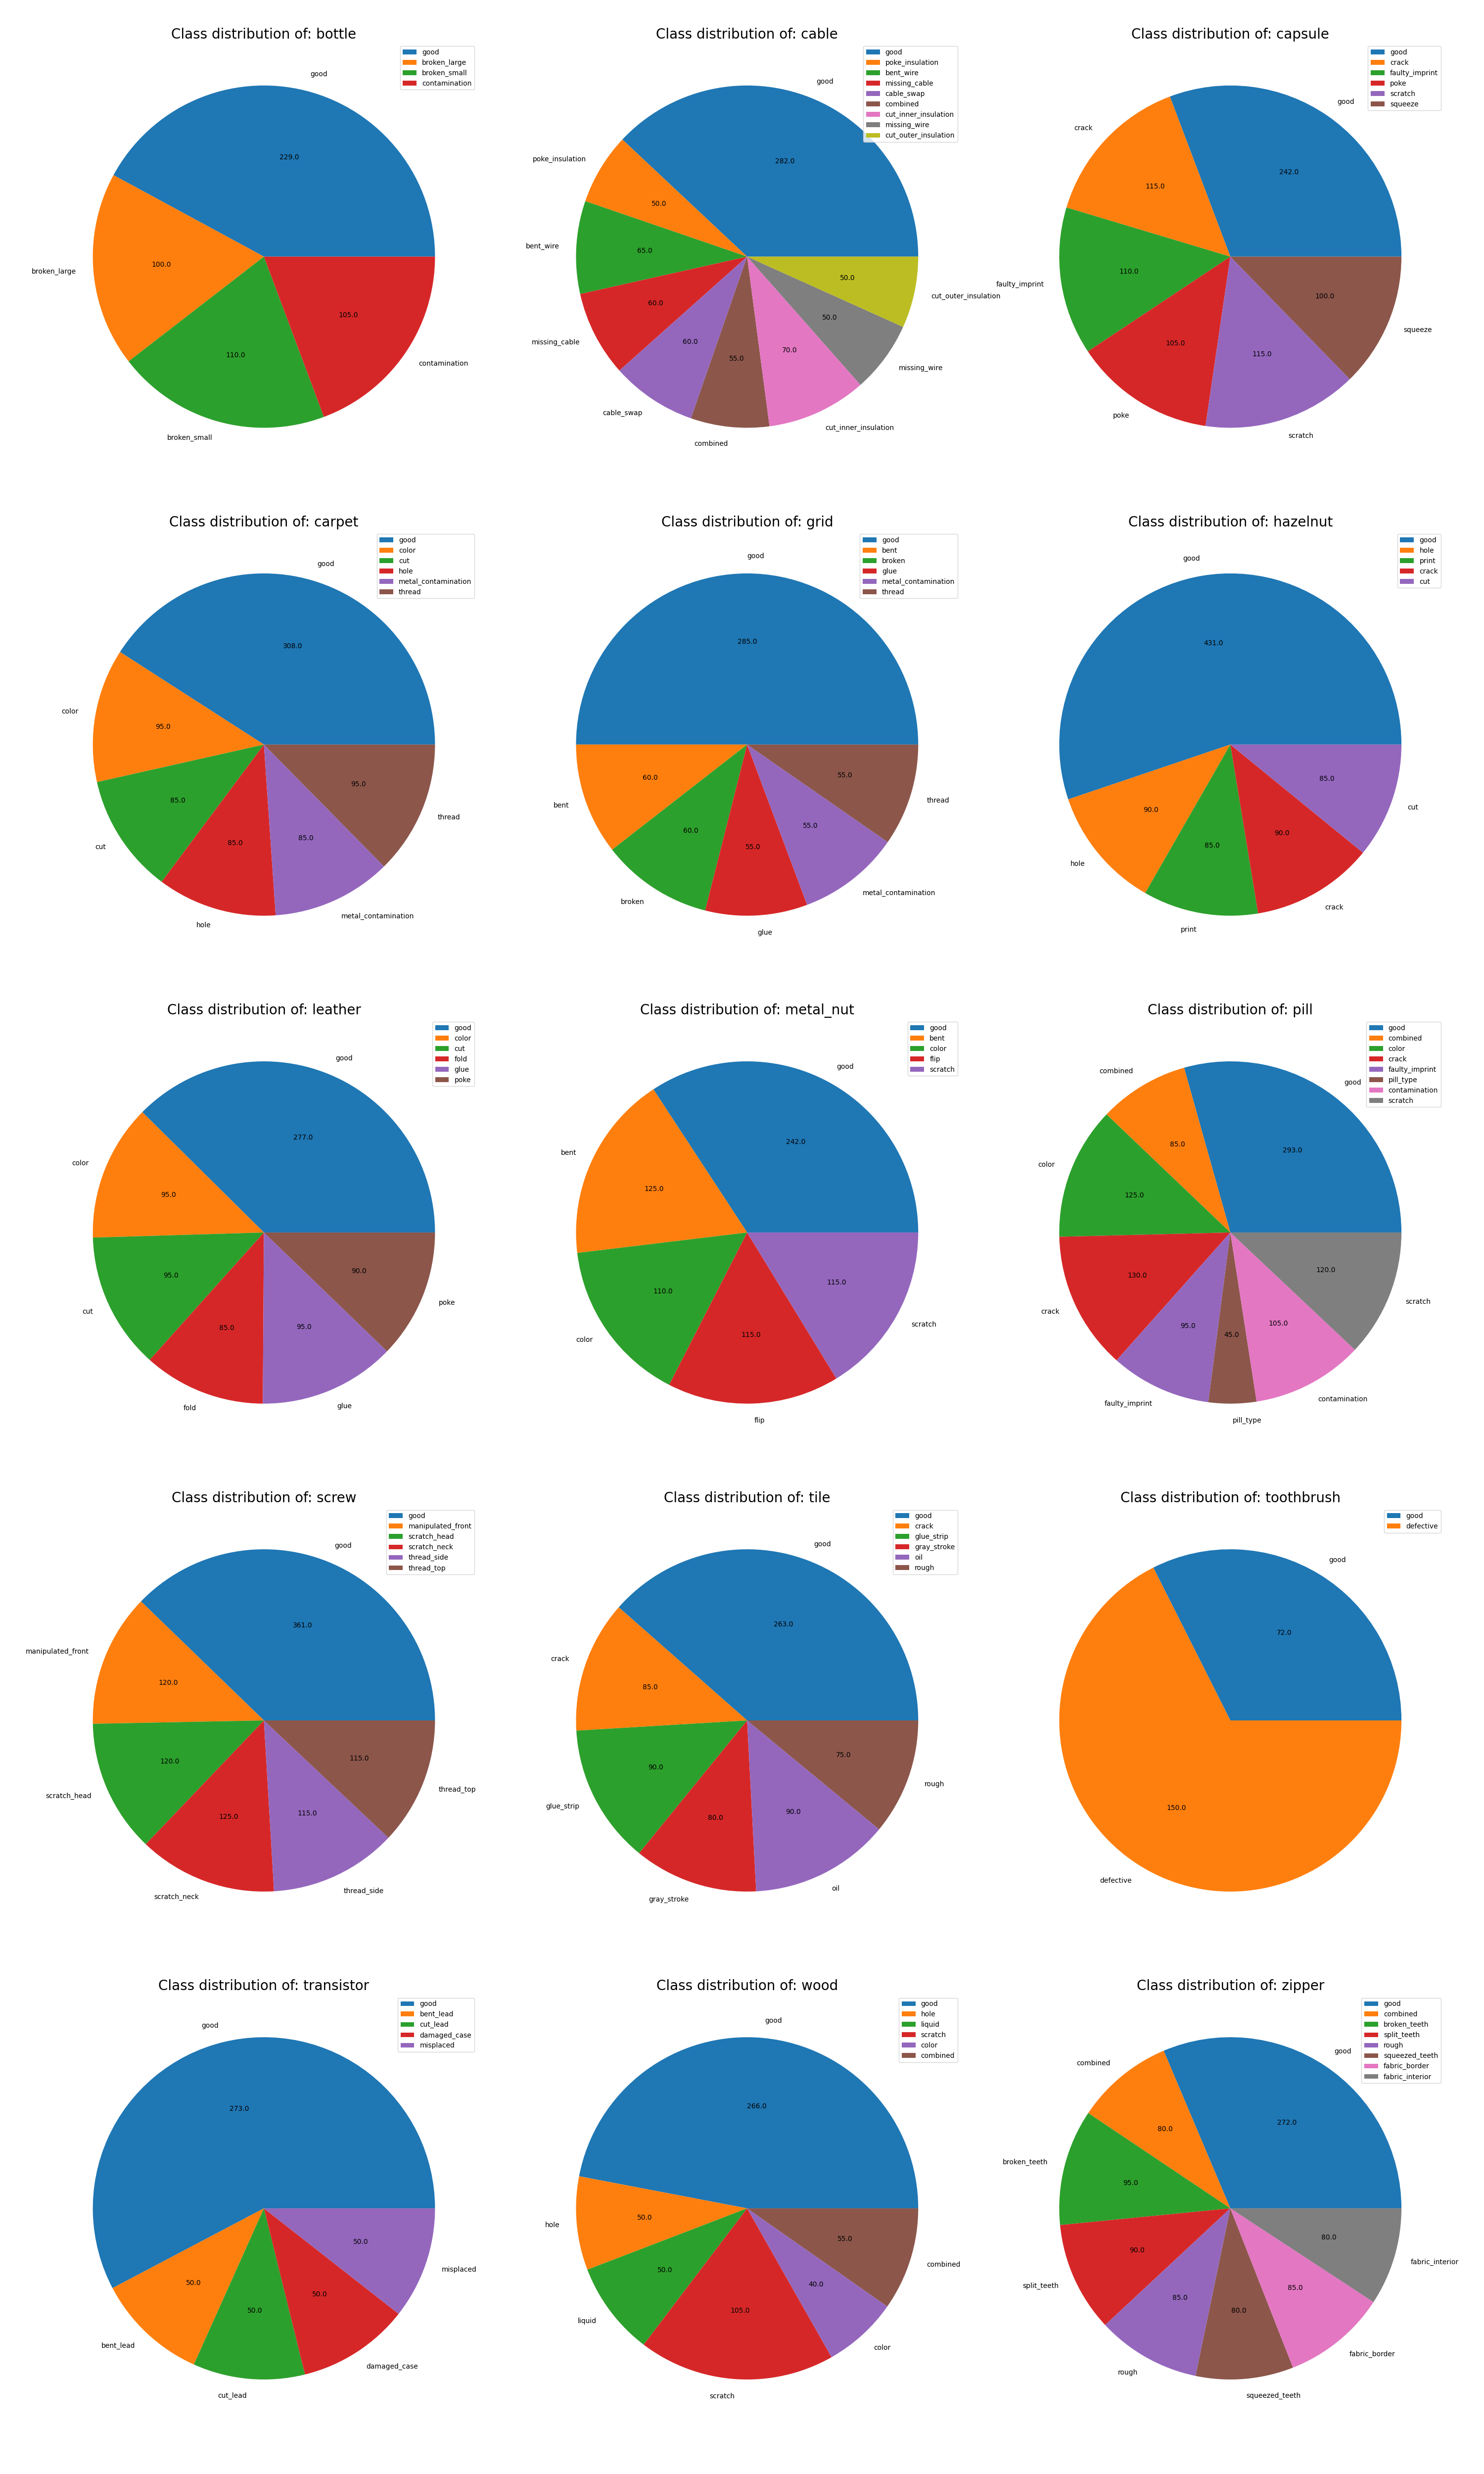 Class distribution of: bottle
good
broken_large
broken_small
contamination
good
229.0
broken_large
100.0
110.0
105.0
contamination
broken_small
Class distribution of: cable
good
poke_insulation
bent_wire
missing_cable
cable_swap
combined
cut_inner_insulation
missing_wire
cut_outer_insulation
good
282.0
poke_insulation
50.0
bent_wire
65.0
missing_cable
60.0
cable_swap
60.0
combined
55.0
cut_inner_insulation
70.0
missing_wire
50.0
cut_outer_insulation
50.0
Class distribution of: capsule
good
crack
faulty_imprint
poke
scratch
squeeze
good
242.0
crack
115.0
faulty_imprint
110.0
poke
105.0
scratch
115.0
squeeze
100.0
Class distribution of: carpet
good
color
cut
hole
metal_contamination
thread
good
308.0
color
95.0
cut
85.0
hole
85.0
metal_contamination
85.0
thread
95.0
Class distribution of: grid
good
bent
broken
glue
metal_contamination
thread
good
285.0
bent
60.0
broken
60.0
glue
55.0
metal_contamination
55.0
thread
55.0
Class distribution of: hazelnut
good
hole
print
crack
cut
good
431.0
hole
90.0
print
85.0
crack
90.0
cut
85.0
Class distribution of: leather
good
color
cut
fold
glue
poke
good
277.0
color
95.0
cut
95.0
fold
85.0
glue
95.0
poke
90.0
Class distribution of: metal_nut
good
bent
color
flip
scratch
good
242.0
bent
125.0
color
110.0
flip
115.0
scratch
115.0
Class distribution of: pill
good
combined
color
crack
faulty_imprint
pill_type
contamination
scratch
good
293.0
combined
85.0
color
125.0
crack
130.0
faulty_imprint
95.0
pill_type
45.0
contamination
105.0
scratch
120.0
Class distribution of: screw
good
manipulated_front
scratch_head
scratch_neck
thread_side
thread_top
good
361.0
manipulated_front
120.0
scratch_head
120.0
scratch_neck
125.0
thread_side
115.0
thread_top
115.0
Class distribution of: tile
good
crack
glue_strip
gray_stroke
oil
rough
good
263.0
crack
85.0
glue_strip
90.0
gray_stroke
80.0
oil
90.0
rough
75.0
Class distribution of: toothbrush
good
defective
good
72.0
defective
150.0
Class distribution of: transistor
good
bent_lead
cut_lead
damaged_case
misplaced
good
273.0
bent_lead
50.0
cut_lead
50.0
damaged_case
50.0
misplaced
50.0
Class distribution of: wood
good
hole
liquid
scratch
color
combined
good
266.0
hole
50.0
liquid
50.0
scratch
105.0
color
40.0
combined
55.0
Class distribution of: zipper
good
combined
broken_teeth
split_teeth
rough
squeezed_teeth
fabric_border
fabric_interior
good
272.0
combined
80.0
broken_teeth
95.0
split_teeth
90.0
rough
85.0
squeezed_teeth
80.0
fabric_border
85.0
fabric_interior
80.0